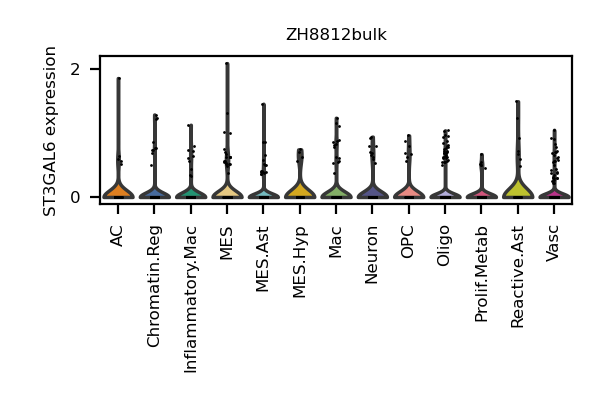 ZH8812bulk
ST3GAL6 expression
2
0
AC
Chromatin.Reg
Inflammatory.Mac
MES
MES.Ast
MES.Hyp
Mac
Neuron
OPC
Oligo
Prolif.Metab
Reactive.Ast
Vasc